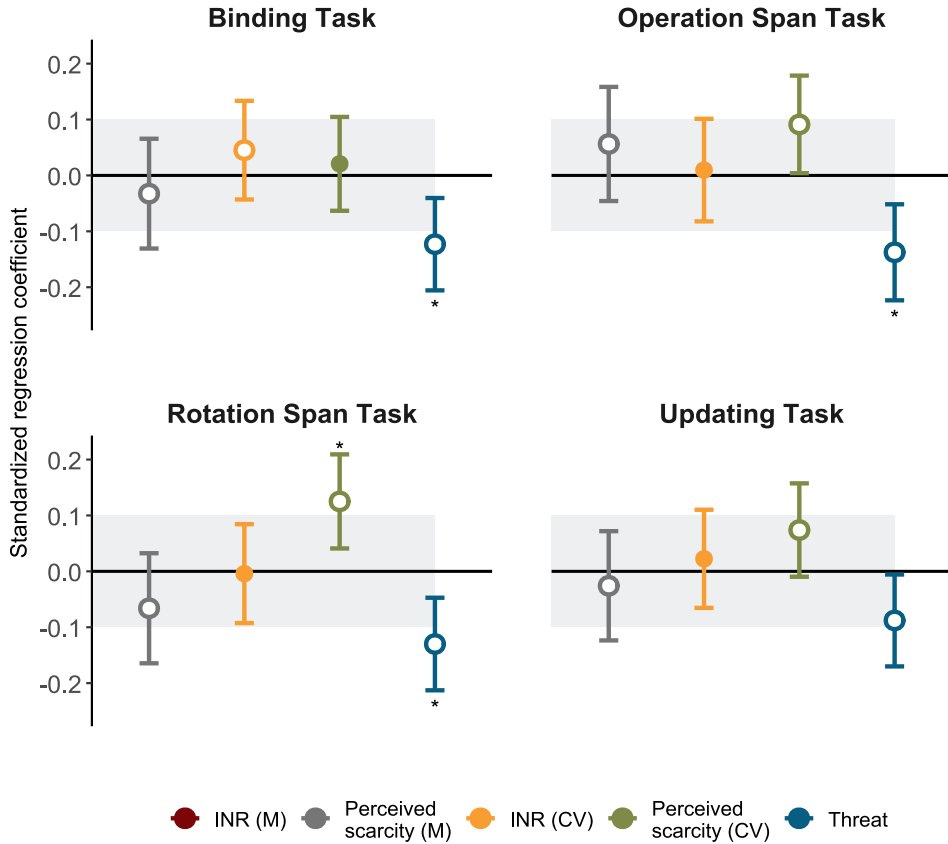 Binding Task
Operation Span Task
0.2
0.1
0.0
-0.1
-0.2
*
*
Standardized regression coefficient
Rotation Span Task
Updating Task
*
0.2
0.1
0.0
-0.1
-0.2
*
INR (M)
Perceived
scarcity (M)
INR (CV)
Perceived
scarcity (CV)
Threat